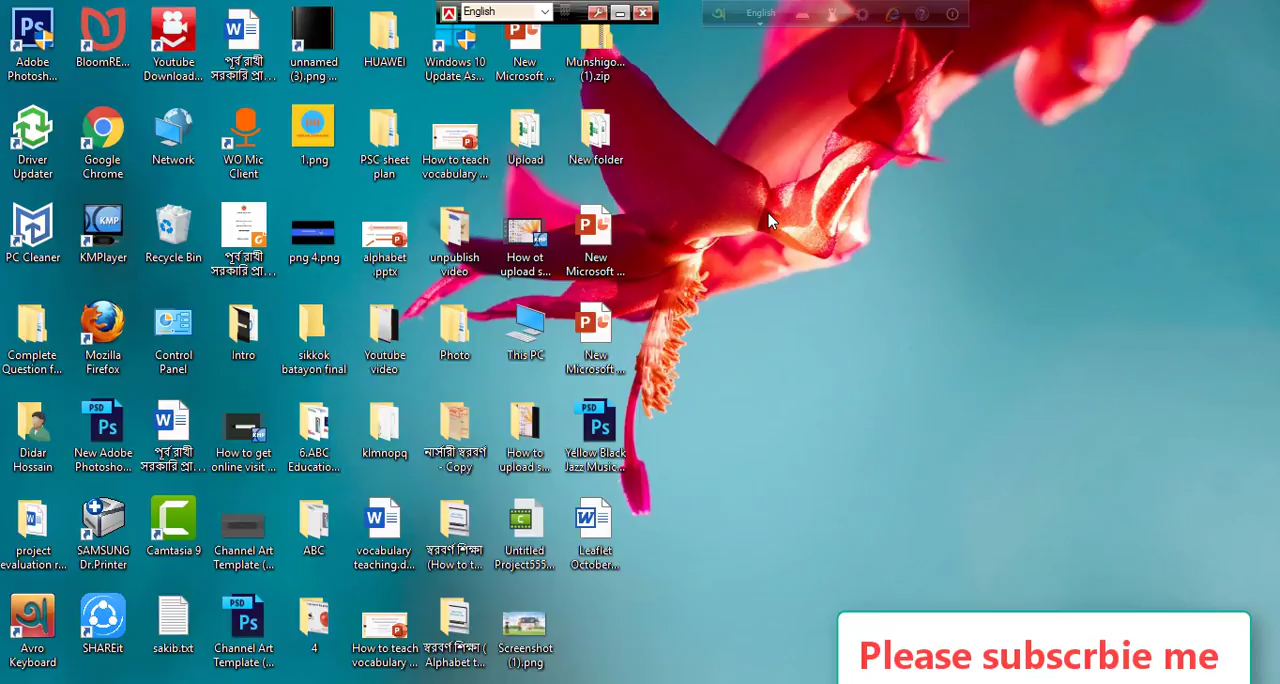 English
English
Adobe Photosh...
BloomRE...
Youtube Download...
পূর্ব রাখী সরকারি প্রা...
unnamed (3).png ...
HUAWEI
Windows 10 Update As...
New Microsoft ...
Munshigo... (1).zip
Driver Updater
Google Chrome
Network
WO Mic Client
1.png
PSC sheet plan
How to teach vocabulary ...
Upload
New folder
PC Cleaner
KMPlayer
Recycle Bin
পূর্ব রাখী সরকারি প্রা...
png 4.png
alphabet .pptx
unpublish video
How ot upload s...
New Microsoft ...
Complete Question f...
Mozilla Firefox
Control Panel
Intro
sikkok batayon final
Youtube video
Photo
This PC
New Microsoft ...
Didar Hossain
New Adobe Photosho...
পূর্ব রাখী সরকারি প্রা...
How to get online visit ...
6.ABC Educatio...
klmnopq
নার্সারী স্বরবর্ণ - Copy
How to upload s...
Yellow Black Jazz Music...
project evaluation r...
SAMSUNG Dr.Printer
Camtasia 9
Channel Art Template (...
ABC
vocabulary teaching.d...
স্বরবর্ণ শিক্ষা (How to t...
Untitled Project555...
Leaflet October...
Avro Keyboard
SHAREit
sakib.txt
Channel Art Template (...
4
How to teach vocabulary ...
স্বরবর্ণ শিক্ষা ( Alphabet t...
Screenshot (1).png
Please subscrbie me